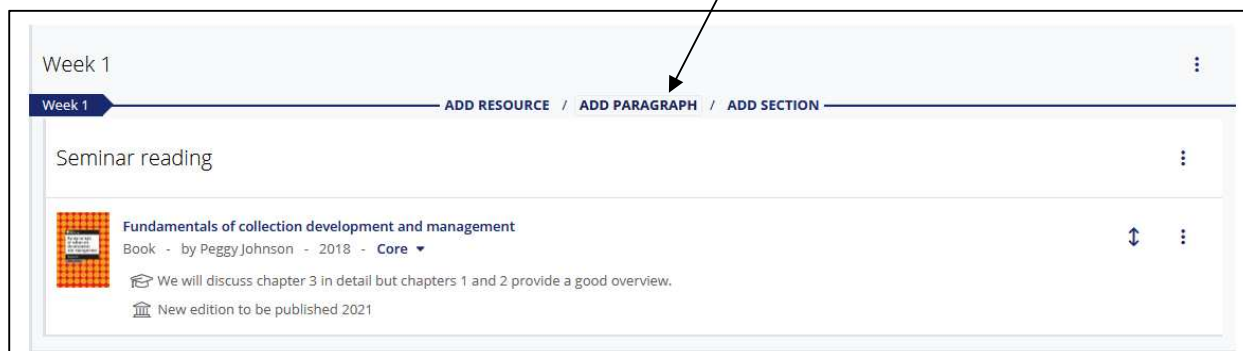 Week 1
Week 1 ADD RESOURCE / ADD PARAGRAPH / ADD SECTION
Seminar reading
Fundamentals of collection development and management
Book - by Peggy Johnson - 2018 - Core
We will discuss chapter 3 in detail but chapters 1 and 2 provide a good overview.
New edition to be published 2021